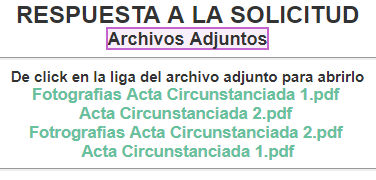 RESPUESTA A LA SOLICITUD
Archivos Adjuntos
De click en la liga del archivo adjunto para abrirlo
Fotografias Acta Circunstanciada 1.pdf
Acta Circunstanciada 2.pdf
Fotrografias Acta Circunstanciada 2.pdf
Acta Circunstanciada 1.pdf